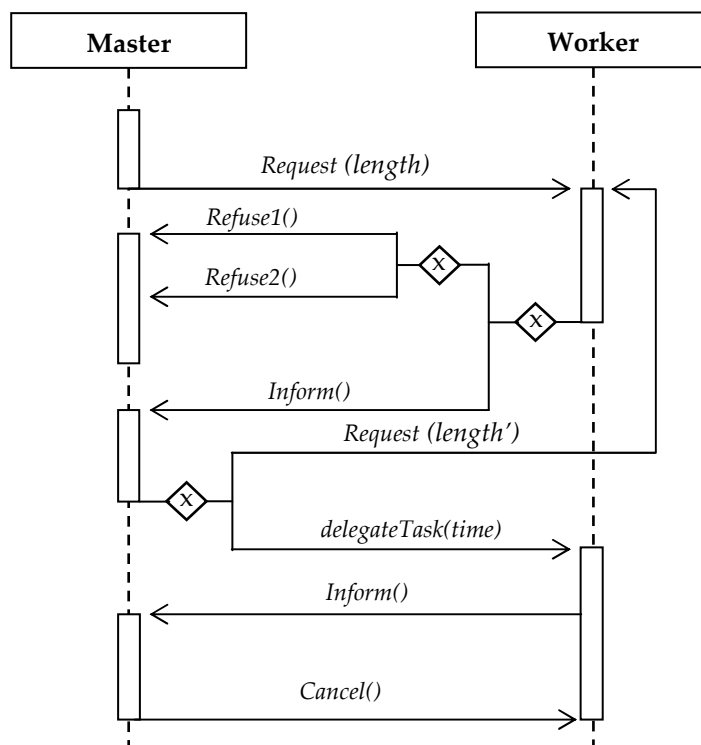 Master
Worker
Request (length)
Refuse1()
x
Refuse2()
x
Inform()
Request (length’)
x
delegateTask(time)
Inform()
Cancel()